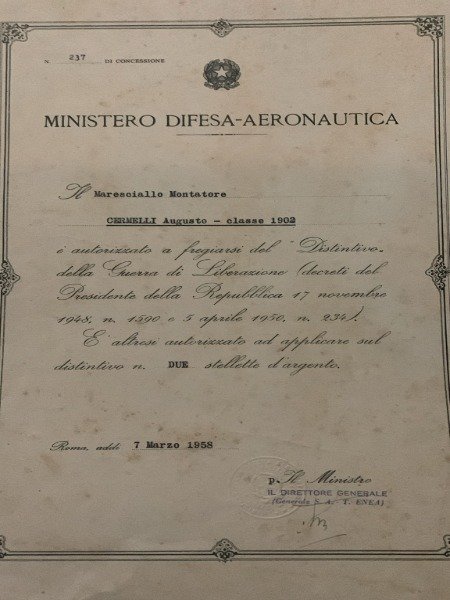 N. 237 DI CONCESSIONE
MINISTERO DIFESA-AERONAUTICA
Il Maresciallo Montatore
CERMELLI Augusto - classe 1902
è autorizzato a fregiarsi del "Distintivo
della Guerra di Liberazione (decreti del
Presidente della Repubblica 17 novembre
1948, n. 1590 e 5 aprile 1950, n. 234).
E' altresì autorizzato ad applicare sul
distintivo n. DUE stellette d'argento.
Roma, addì 7 Marzo 1958
p. Il Ministro
IL DIRETTORE GENERALE
(Generale S. A. T. ENEA)